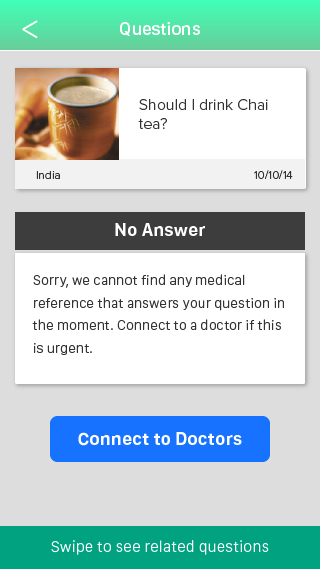 Questions
Should I drink Chai
tea?
India 10/10/14
No Answer
Sorry, we cannot find any medical
reference that answers your question in
the moment. Connect to a doctor if this
is urgent.
Connect to Doctors
Swipe to see related questions